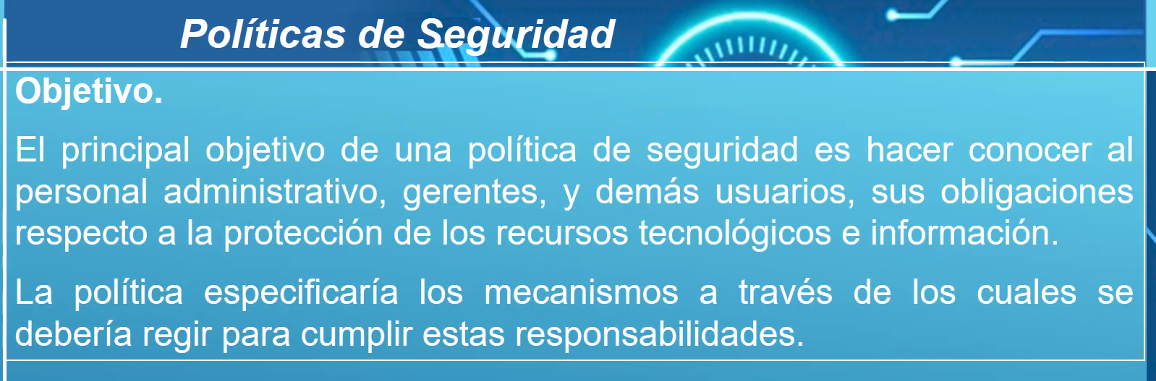 Políticas de Seguridad
Objetivo.
El principal objetivo de una política de seguridad es hacer conocer al
personal administrativo, gerentes, y demás usuarios, sus obligaciones
respecto a la protección de los recursos tecnológicos e información.
La política especificaría los mecanismos a través de los cuales se
debería regir para cumplir estas responsabilidades.